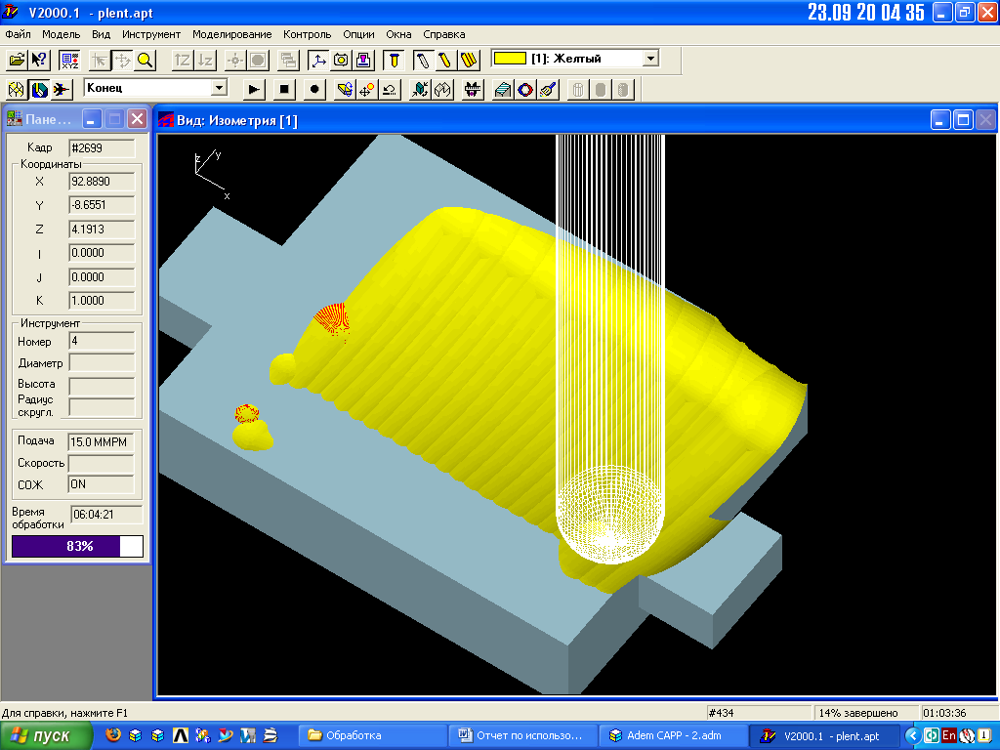 V2000.1 - plent.apt
23.09 20 04 35
Файл Модель Вид Инструмент Моделирование Контроль Опции Окна Справка
XYZ
[1]: Желтый
Конец
Пане...
Вид: Изометрия [1]
Кадр #2699
Координаты
X 92.8890
Y -8.6551
Z 4.1913
I 0.0000
J 0.0000
K 1.0000
Инструмент
Номер 4
Диаметр
Высота
Радиус
скругл.
Подача 15.0 MMPM
Скорость
СОЖ ON
Время
обработки 06:04:21
83%
z y
x
Для справки, нажмите F1 #434 14% завершено 01:03:36
пуск Обработка Отчет по использо... Adem CAPP - 2.adm V2000.1 - plent.apt En